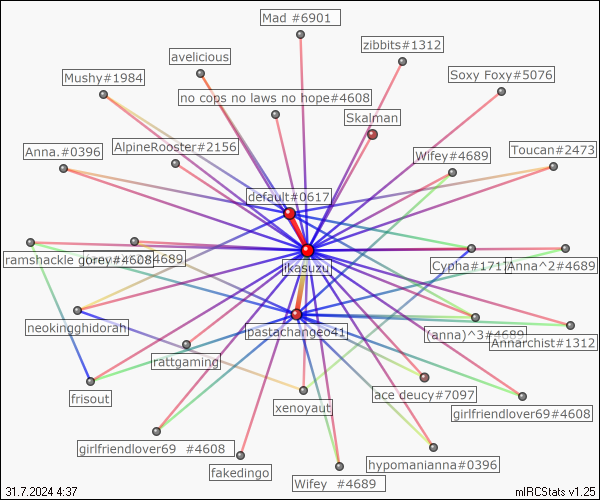 Mad #6901
zibbits#1312
avelicious
Mushy#1984
Soxy Foxy#5076
no cops no laws no hope#4608
Skalman
Anna.#0396
AlpineRooster#2156
Wifey#4689
Toucan#2473
default#0617
ramshackle gorey#4608
#4689
ikasuzu
Cypha#1717
Anna^2#4689
neokingghidorah
pastachangeo41
(anna)^3#4689
Annarchist#1312
rattgaming
frisout
xenoyaut
ace deucy#7097
girlfriendlover69#4608
girlfriendlover69 #4608
fakedingo
hypomanianna#0396
Wifey #4689
31.7.2024 4:37
mIRCStats v1.25